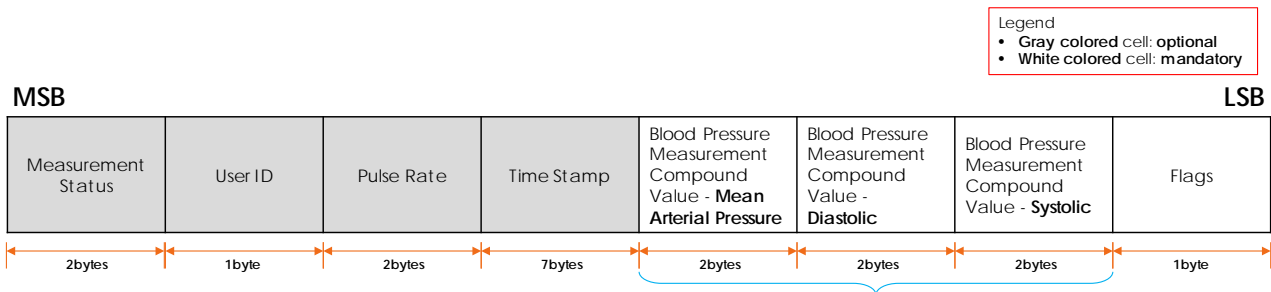 Legend
• Gray colored cell: optional
• White colored cell: mandatory
MSB
LSB
Measurement
Status
User ID
Pulse Rate
Time Stamp
Blood Pressure
Measurement
Compound
Value - Mean
Arterial Pressure
Blood Pressure
Measurement
Compound
Value -
Diastolic
Blood Pressure
Measurement
Compound
Value - Systolic
Flags
2bytes
1byte
2bytes
7bytes
2bytes
2bytes
2bytes
1byte